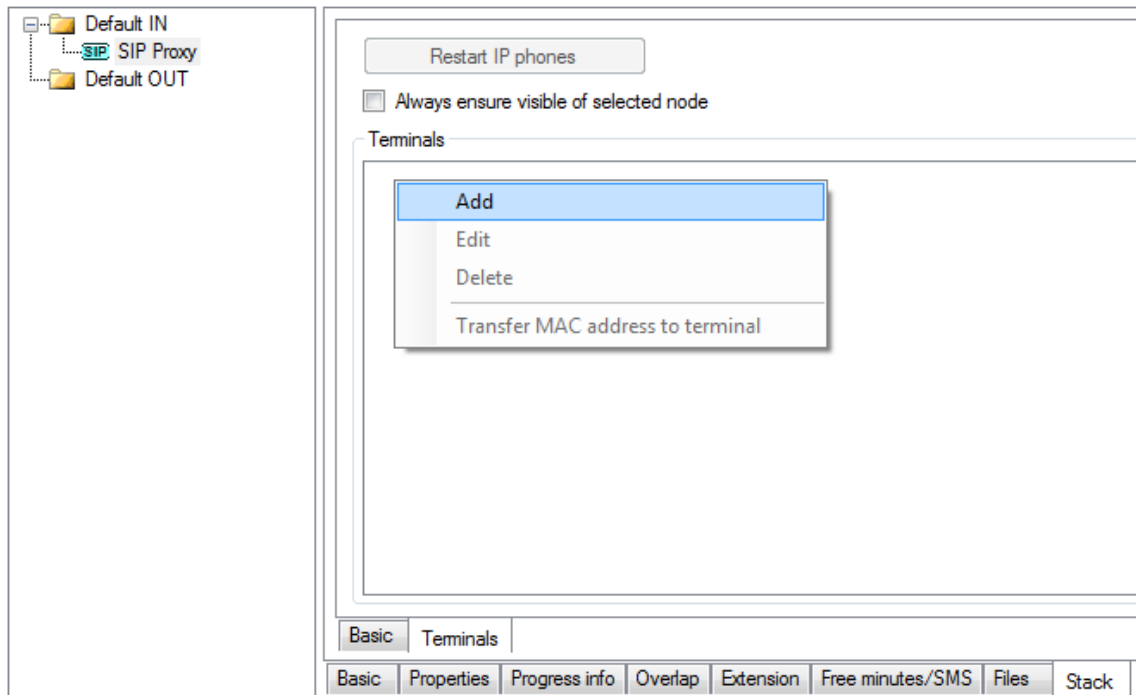 Default IN
SIP SIP Proxy
Default OUT
Restart IP phones
Always ensure visible of selected node
Terminals
Add
Edit
Delete
Transfer MAC address to terminal
Basic Terminals
Basic Properties Progress info Overlap Extension Free minutes/SMS Files Stack